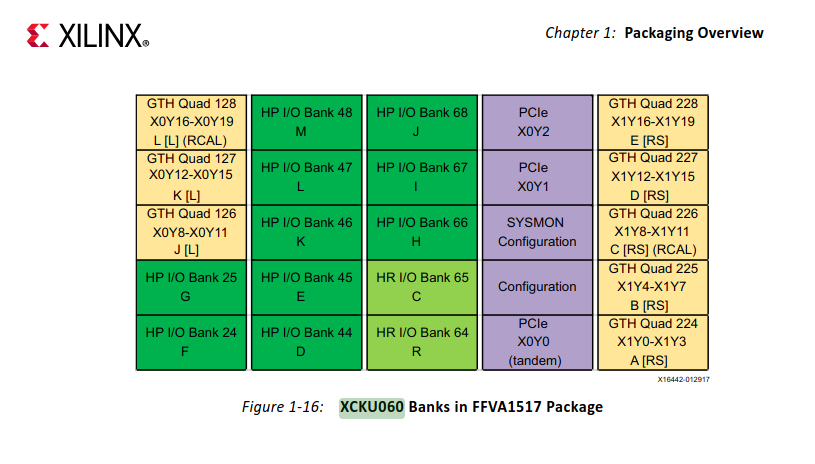 XILINX®
Chapter 1: Packaging Overview
GTH Quad 128
X0Y16-X0Y19
L [L] (RCAL)
HP I/O Bank 48
M
HP I/O Bank 68
J
PCIe
X0Y2
GTH Quad 228
X1Y16-X1Y19
E [RS]
GTH Quad 127
X0Y12-X0Y15
K [L]
HP I/O Bank 47
L
HP I/O Bank 67
I
PCIe
X0Y1
GTH Quad 227
X1Y12-X1Y15
D [RS]
GTH Quad 126
X0Y8-X0Y11
J [L]
HP I/O Bank 46
K
HP I/O Bank 66
H
SYSMON
Configuration
GTH Quad 226
X1Y8-X1Y11
C [RS] (RCAL)
HP I/O Bank 25
G
HP I/O Bank 45
E
HR I/O Bank 65
C
Configuration
GTH Quad 225
X1Y4-X1Y7
B [RS]
HP I/O Bank 24
F
HP I/O Bank 44
D
HR I/O Bank 64
R
PCIe
X0Y0
(tandem)
GTH Quad 224
X1Y0-X1Y3
A [RS]
X16442-012917
Figure 1-16: XCKU060 Banks in FFVA1517 Package